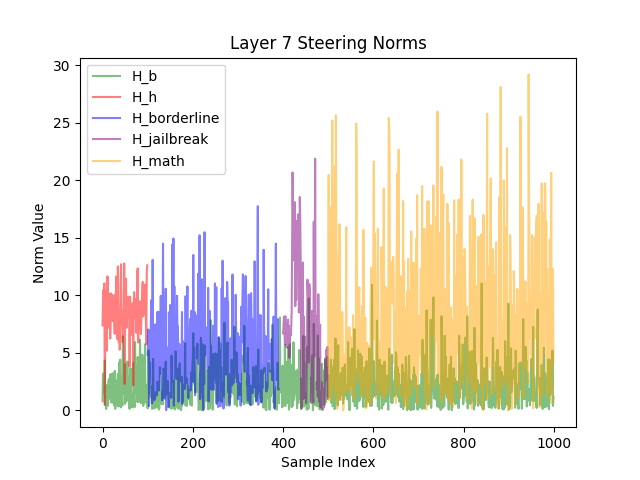 Layer 7 Steering Norms
H_b
H_h
H_borderline
H_jailbreak
H_math
Norm Value
30
25
20
15
10
5
0
0 200 400 600 800 1000
Sample Index